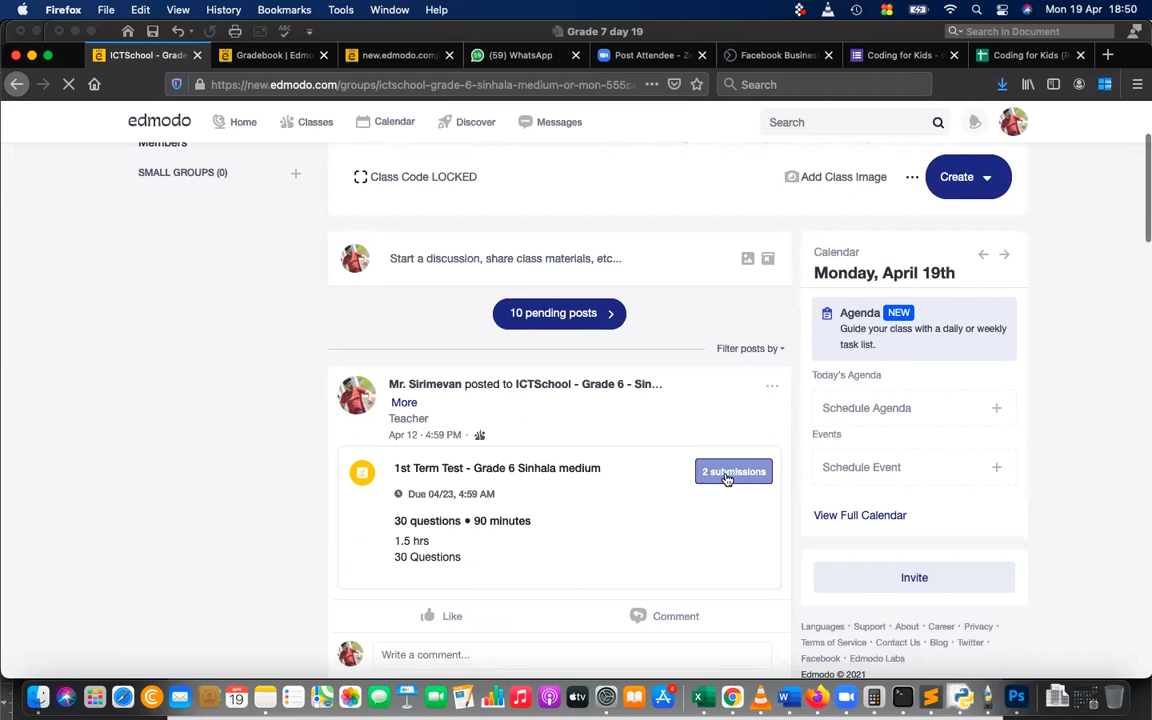 Firefox File Edit View History Bookmarks Tools Window Help Mon 19 Apr 18:50
Grade 7 day 19 Search in Document
ICTSchool - Grade Gradebook | Edm new.edmodo.com/ (59) WhatsApp Post Attendee - Z Facebook Business Coding for Kids - Coding for Kids (R
https://new.edmodo.com/groups/ictschool-grade-6-sinhala-medium-or-mon-555p Search
edmodo Home Classes Calendar Discover Messages Search
Members
SMALL GROUPS (0)
Class Code LOCKED Add Class Image Create
Start a discussion, share class materials, etc...
10 pending posts
Filter posts by
Mr. Sirimevan posted to ICTSchool - Grade 6 - Sin...
More
Teacher
Apr 12 · 4:59 PM ·
1st Term Test - Grade 6 Sinhala medium
2 submissions
Due 04/23, 4:59 AM
30 questions • 90 minutes
1.5 hrs
30 Questions
Like Comment
Write a comment...
Calendar
Monday, April 19th
Agenda NEW
Guide your class with a daily or weekly
task list.
Today's Agenda
Schedule Agenda
Events
Schedule Event
View Full Calendar
Invite
Languages · Support · About · Career · Privacy ·
Terms of Service · Contact Us · Blog · Twitter ·
Facebook · Edmodo Labs
Edmodo © 2021